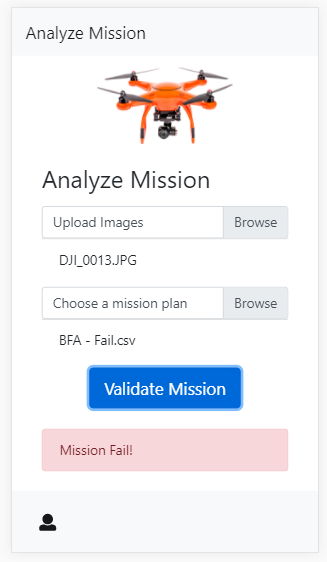 Analyze Mission
Analyze Mission
Upload Images Browse
DJI_0013.JPG
Choose a mission plan Browse
BFA - Fail.csv
Validate Mission
Mission Fail!